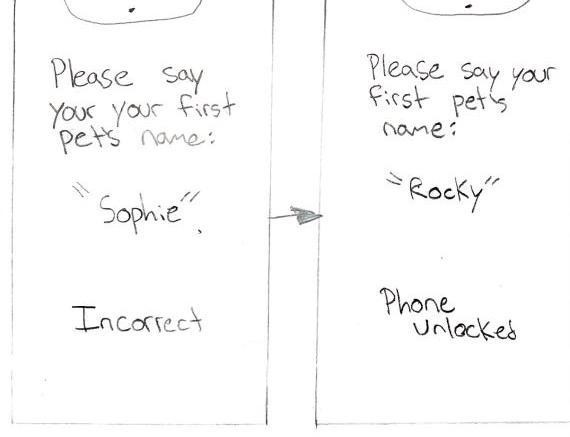 Please say
your your first
pet's name:
"Sophie".
Incorrect
Please say your
first pet's
name:
"Rocky"
Phone
unlocked